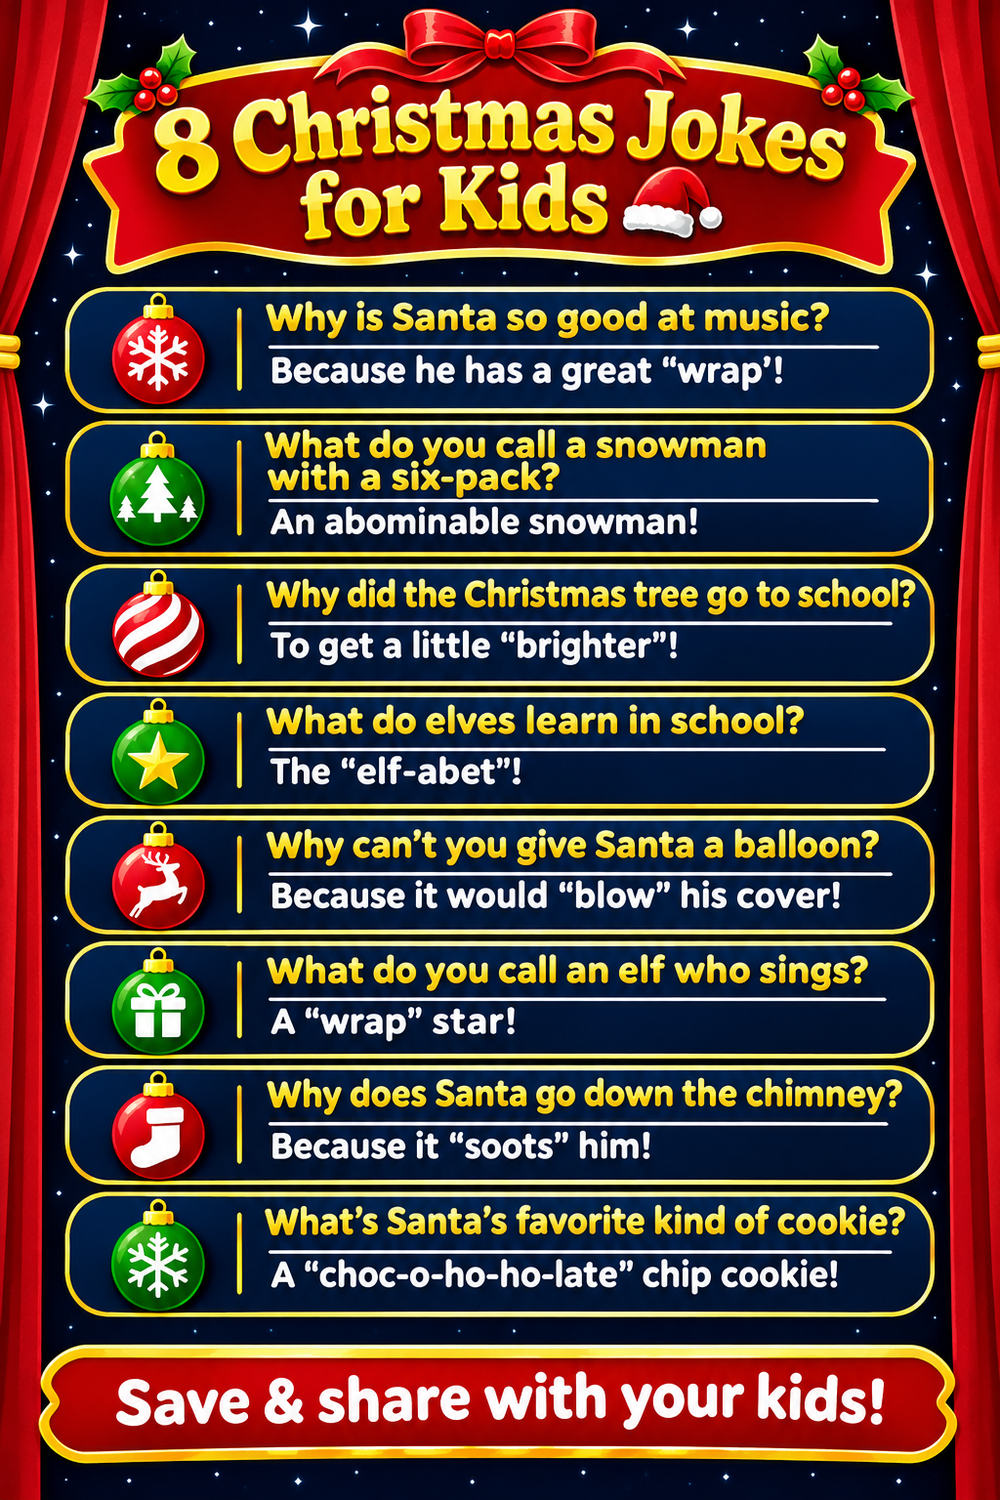 8 Christmas Jokes
for Kids
Why is Santa so good at music?
Because he has a great “wrap’!
What do you call a snowman
with a six-pack?
An abominable snowman!
Why did the Christmas tree go to school?
To get a little “brighter”!
What do elves learn in school?
The “elf-abet”!
Why can’t you give Santa a balloon?
Because it would “blow” his cover!
What do you call an elf who sings?
A “wrap” star!
Why does Santa go down the chimney?
Because it “soots” him!
What’s Santa’s favorite kind of cookie?
A “choc-o-ho-ho-late” chip cookie!
Save & share with your kids!